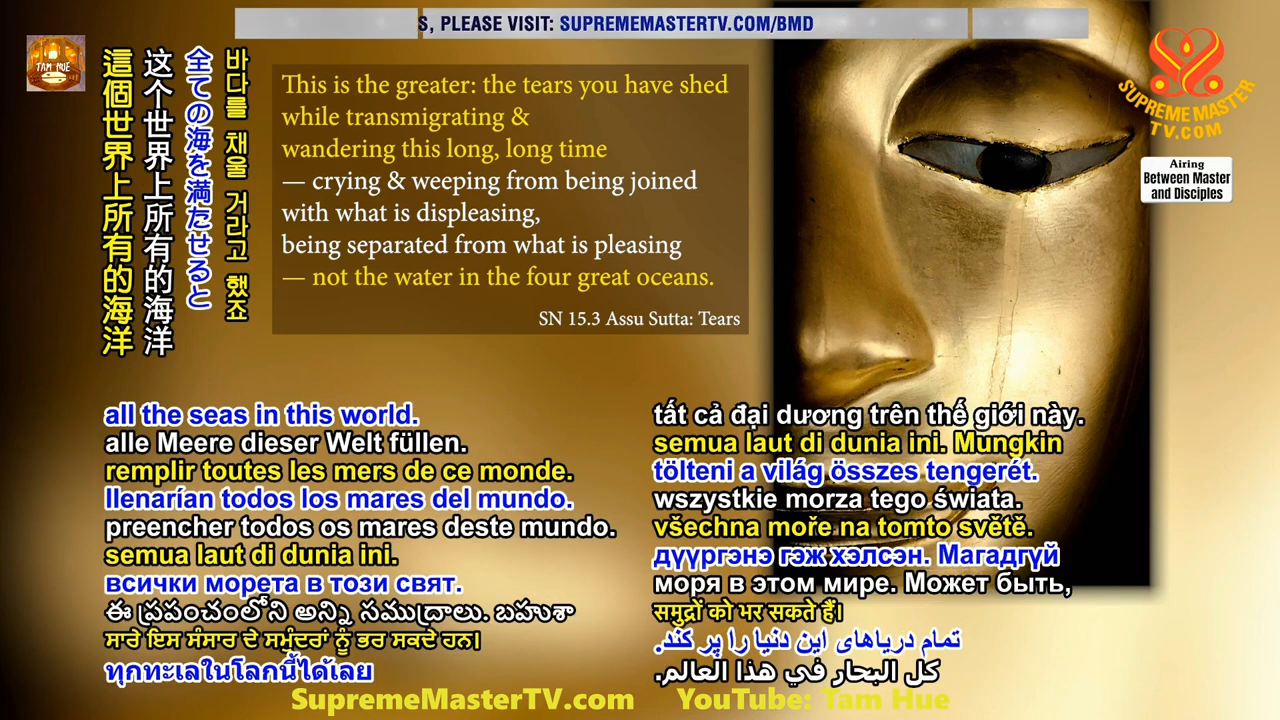 S, PLEASE VISIT: SUPREMEMASTERTV.COM/BMD
TAM HUE
SUPREME MASTER
TV.COM
Airing
Between Master
and Disciples
這個世界上所有的海洋
这个世界上所有的海洋
全ての海を満たせると
바다를 채울 거라고 했죠
This is the greater: the tears you have shed
while transmigrating &
wandering this long, long time
— crying & weeping from being joined
with what is displeasing,
being separated from what is pleasing
— not the water in the four great oceans.
SN 15.3 Assu Sutta: Tears
all the seas in this world.
alle Meere dieser Welt füllen.
remplir toutes les mers de ce monde.
llenarían todos los mares del mundo.
preencher todos os mares deste mundo.
semua laut di dunia ini.
всички морета в този свят.
ఈ ప్రపంచంలోని అన్ని సముద్రాలు. బహుశా
ਸਾਰੇ ਇਸ ਸੰਸਾਰ ਦੇ ਸਮੁੰਦਰਾਂ ਨੂੰ ਭਰ ਸਕਦੇ ਹਨ।
ทุกทะเลในโลกนี้ได้เลย
tất cả đại dương trên thế giới này.
semua laut di dunia ini. Mungkin
tölteni a világ összes tengerét.
wszystkie morza tego świata.
všechna moře na tomto světě.
дүүргэнэ гэж хэлсэн. Магадгүй
моря в этом мире. Может быть,
समुद्रों को भर सकते हैं।
تمام دریاهای این دنیا را پر کند.
كل البحار في هذا العالم.
SupremeMasterTV.com
YouTube: Tam Hue